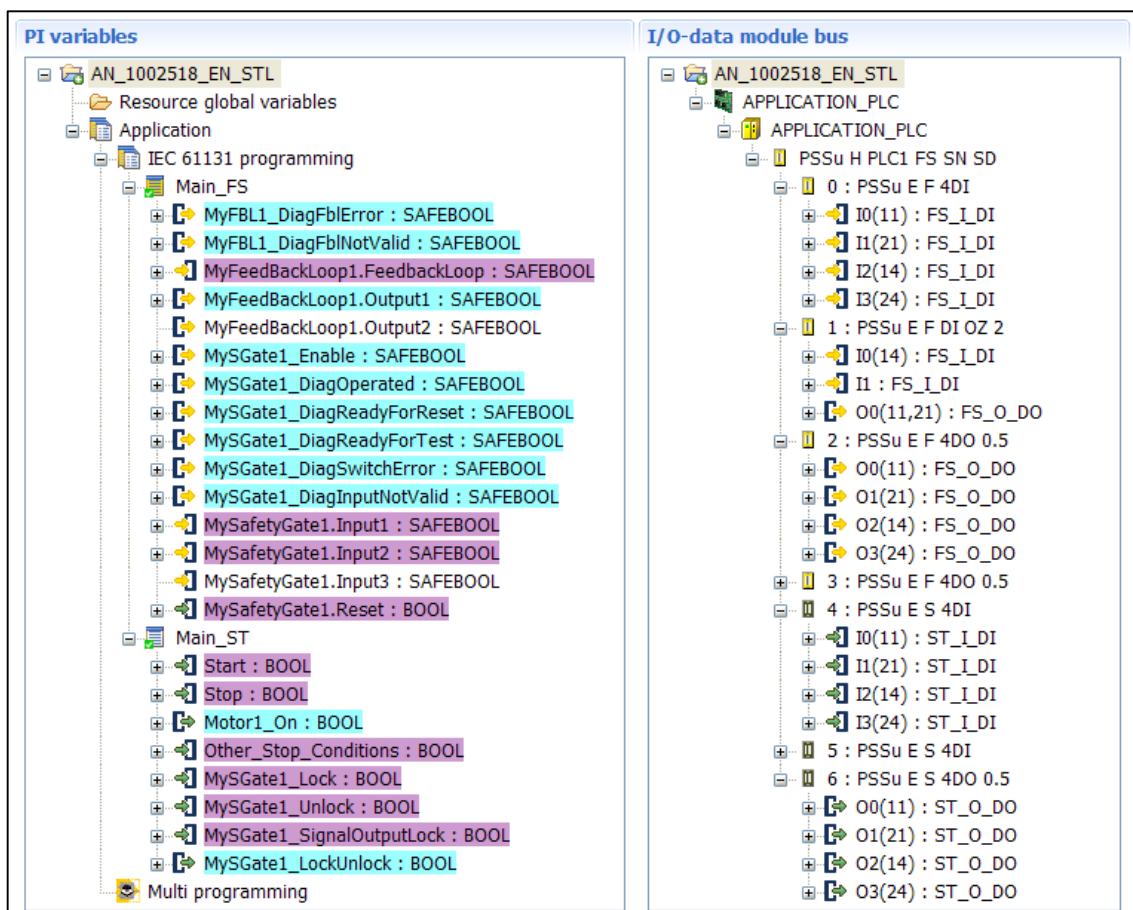 PI variables
AN_1002518_EN_STL
Resource global variables
Application
IEC 61131 programming
Main_FS
MyFBL1_DiagFblError : SAFEBOOL
MyFBL1_DiagFblNotValid : SAFEBOOL
MyFeedBackLoop1.FeedbackLoop : SAFEBOOL
MyFeedBackLoop1.Output1 : SAFEBOOL
MyFeedBackLoop1.Output2 : SAFEBOOL
MySGate1_Enable : SAFEBOOL
MySGate1_DiagOperated : SAFEBOOL
MySGate1_DiagReadyForReset : SAFEBOOL
MySGate1_DiagReadyForTest : SAFEBOOL
MySGate1_DiagSwitchError : SAFEBOOL
MySGate1_DiagInputNotValid : SAFEBOOL
MySafetyGate1.Input1 : SAFEBOOL
MySafetyGate1.Input2 : SAFEBOOL
MySafetyGate1.Input3 : SAFEBOOL
MySafetyGate1.Reset : BOOL
Main_ST
Start : BOOL
Stop : BOOL
Motor1_On : BOOL
Other_Stop_Conditions : BOOL
MySGate1_Lock : BOOL
MySGate1_Unlock : BOOL
MySGate1_SignalOutputLock : BOOL
MySGate1_LockUnlock : BOOL
Multi programming
I/O-data module bus
AN_1002518_EN_STL
APPLICATION_PLC
APPLICATION_PLC
PSSu H PLC1 FS SN SD
0 : PSSu E F 4DI
I0(11) : FS_I_DI
I1(21) : FS_I_DI
I2(14) : FS_I_DI
I3(24) : FS_I_DI
1 : PSSu E F DI OZ 2
I0(14) : FS_I_DI
I1 : FS_I_DI
O0(11,21) : FS_O_DO
2 : PSSu E F 4DO 0.5
O0(11) : FS_O_DO
O1(21) : FS_O_DO
O2(14) : FS_O_DO
O3(24) : FS_O_DO
3 : PSSu E F 4DO 0.5
4 : PSSu E S 4DI
I0(11) : ST_I_DI
I1(21) : ST_I_DI
I2(14) : ST_I_DI
I3(24) : ST_I_DI
5 : PSSu E S 4DI
6 : PSSu E S 4DO 0.5
O0(11) : ST_O_DO
O1(21) : ST_O_DO
O2(14) : ST_O_DO
O3(24) : ST_O_DO